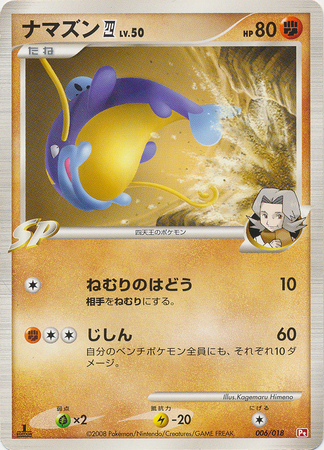 ナマズン 四 LV.50 HP 80
たね
四天王のポケモン
SP
ねむりのはどう 10
相手をねむりにする。
じしん 60
自分のベンチポケモン全員にも、それぞれ10ダ
メージ。
Illus.Kagemaru Himeno
弱点 ×2 抵抗力 -20 にげる
©2008 Pokémon/Nintendo/Creatures/GAME FREAK. 006/018